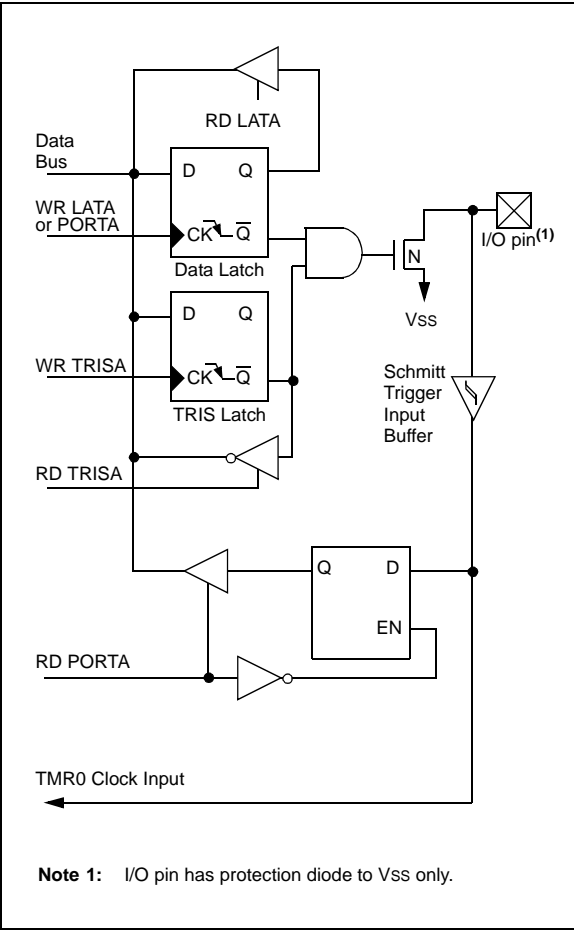 RD LATA
Data
Bus
D Q
WR LATA
or PORTA
CK Q̅
Data Latch
N
I/O pin(1)
VSS
D Q
WR TRISA
CK Q̅
TRIS Latch
Schmitt
Trigger
Input
Buffer
RD TRISA
Q D
EN
RD PORTA
TMR0 Clock Input
Note 1: I/O pin has protection diode to VSS only.